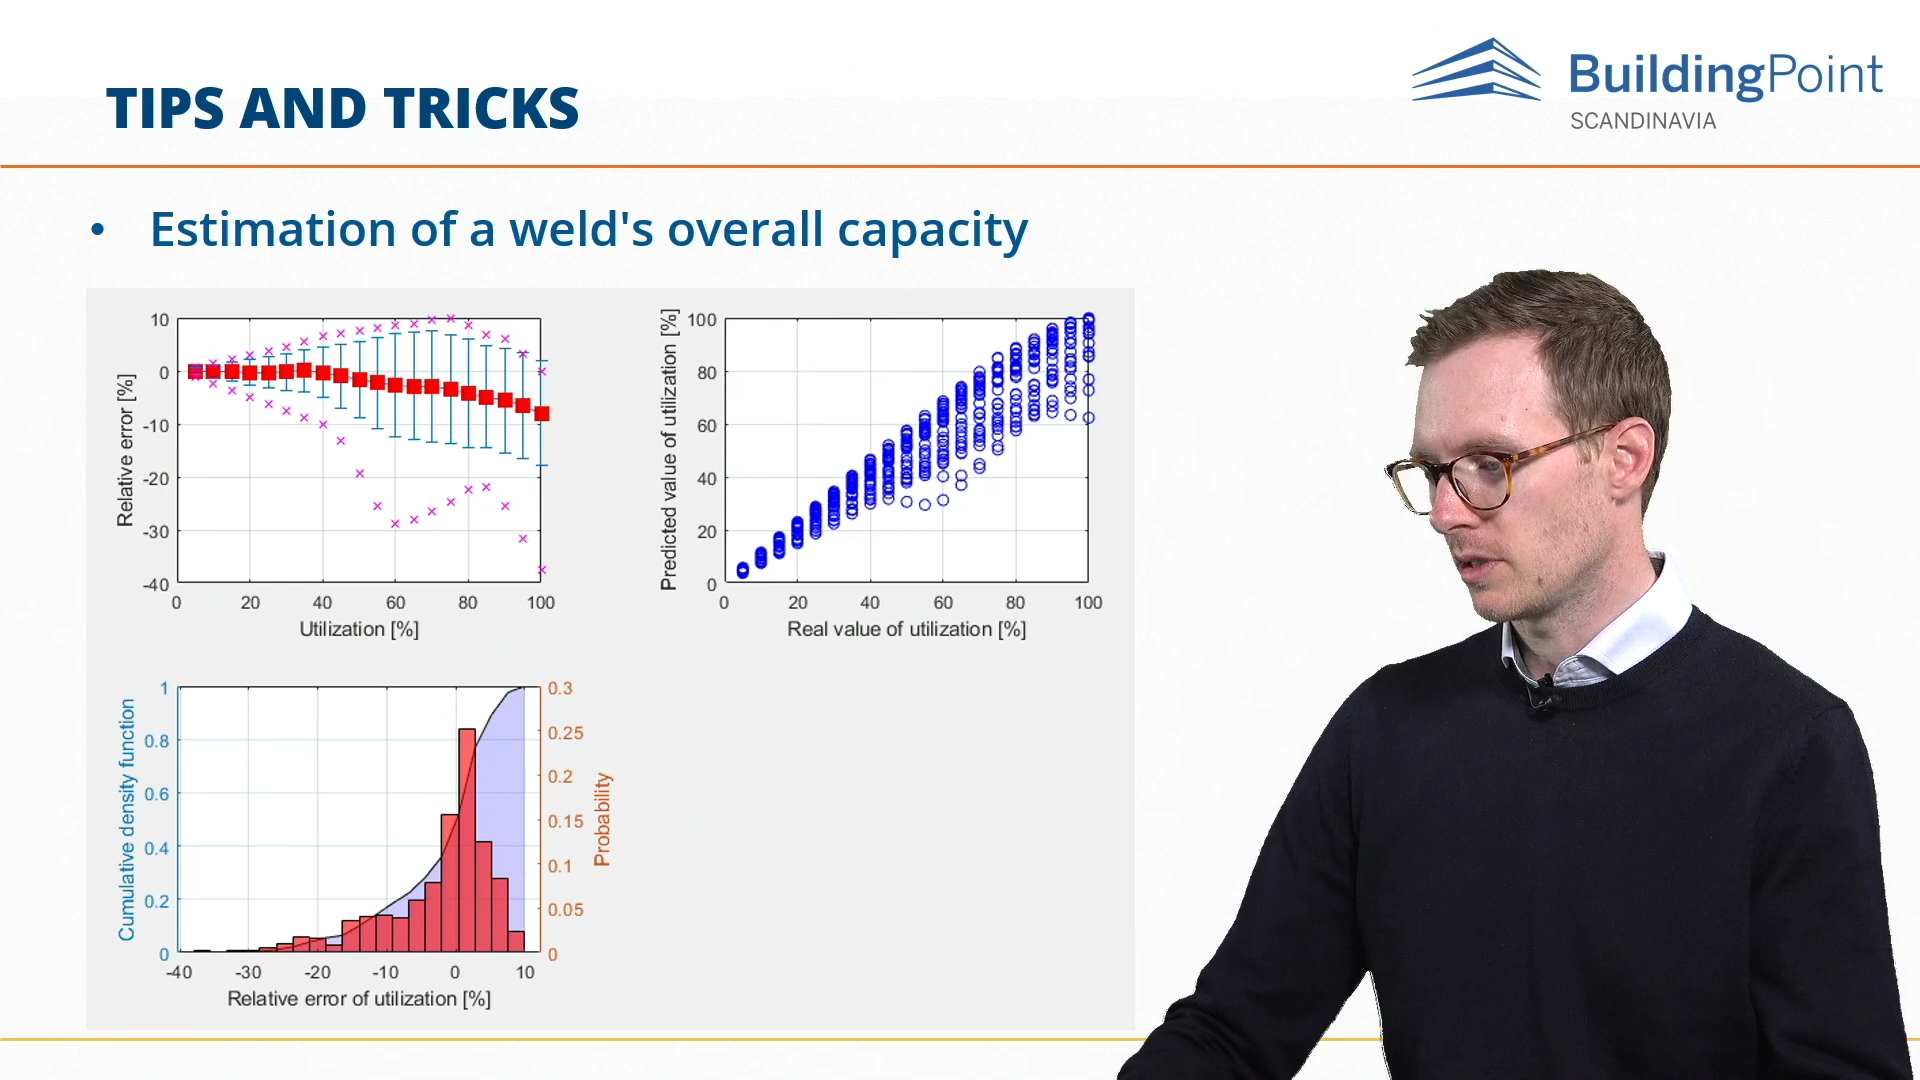 TIPS AND TRICKS
BuildingPoint
SCANDINAVIA
• Estimation of a weld's overall capacity
10
0
-10
-20
-30
-40
Relative error [%]
0 20 40 60 80 100
Utilization [%]
100
80
60
40
20
0
Predicted value of utilization [%]
0 20 40 60 80 100
Real value of utilization [%]
1
0.8
0.6
0.4
0.2
0
Cumulative density function
0.3
0.25
0.2
0.15
0.1
0.05
0
Probability
-40 -30 -20 -10 0 10
Relative error of utilization [%]